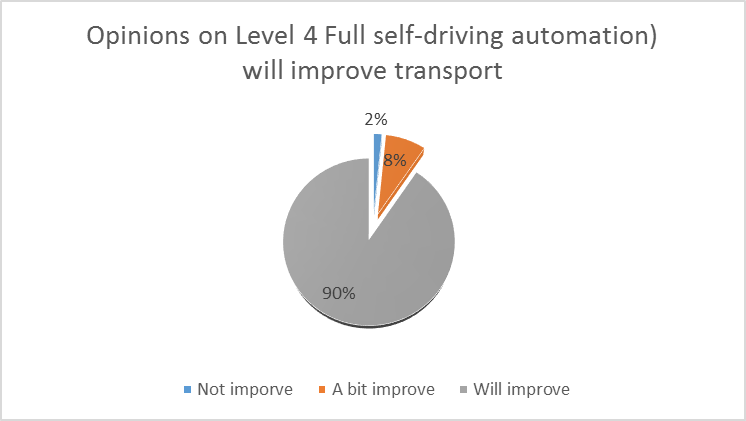 Opinions on Level 4 Full self-driving automation)
will improve transport
2%
8%
90%
Not imporve A bit improve Will improve